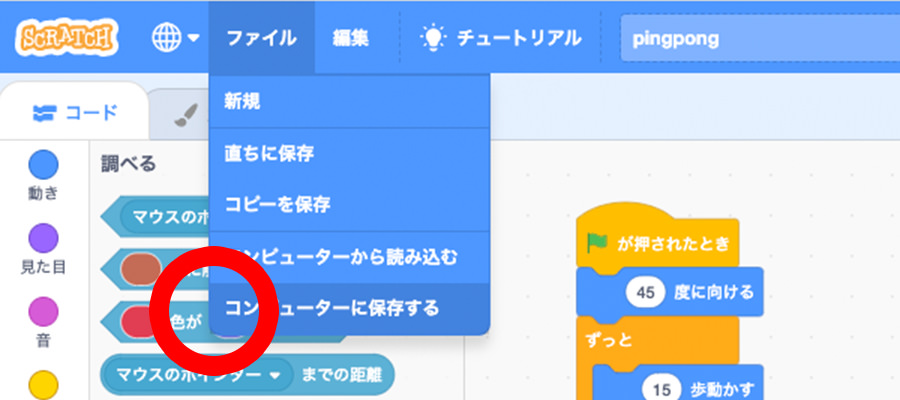 SCRATCH
ファイル
編集
チュートリアル
pingpong
コード
新規
直ちに保存
コピーを保存
コンピューターから読み込む
コンピューターに保存する
調べる
動き
見た目
音
マウスのポ
色が
マウスのポインター
までの距離
が押されたとき
45 度に向ける
ずっと
15 歩動かす